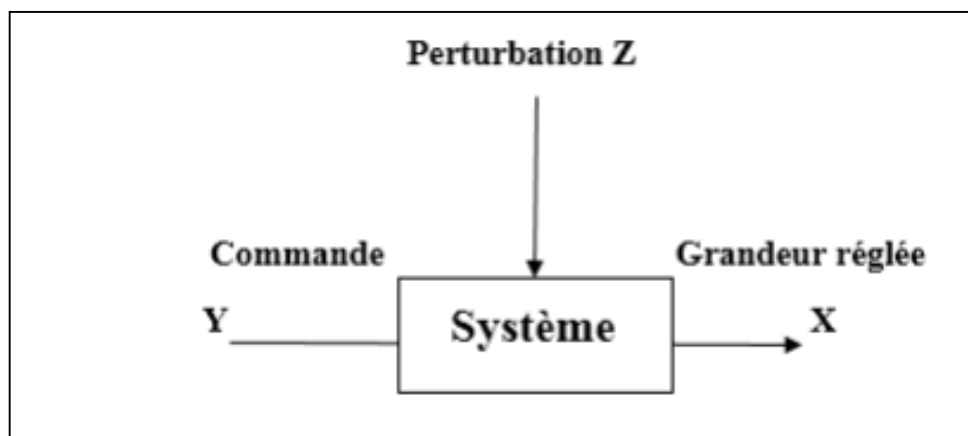 Perturbation Z
Commande
Grandeur réglée
Y
Système
X